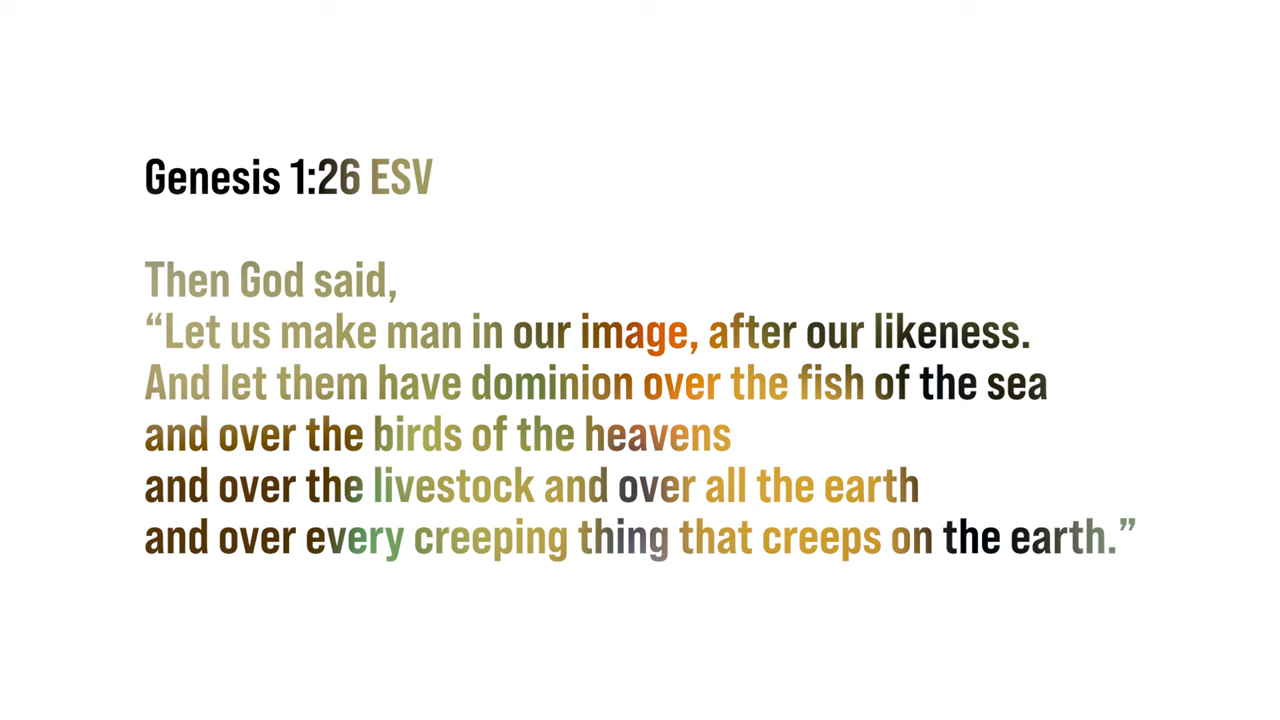 Genesis 1:26 ESV
Then God said,
“Let us make man in our image, after our likeness.
And let them have dominion over the fish of the sea
and over the birds of the heavens
and over the livestock and over all the earth
and over every creeping thing that creeps on the earth.”